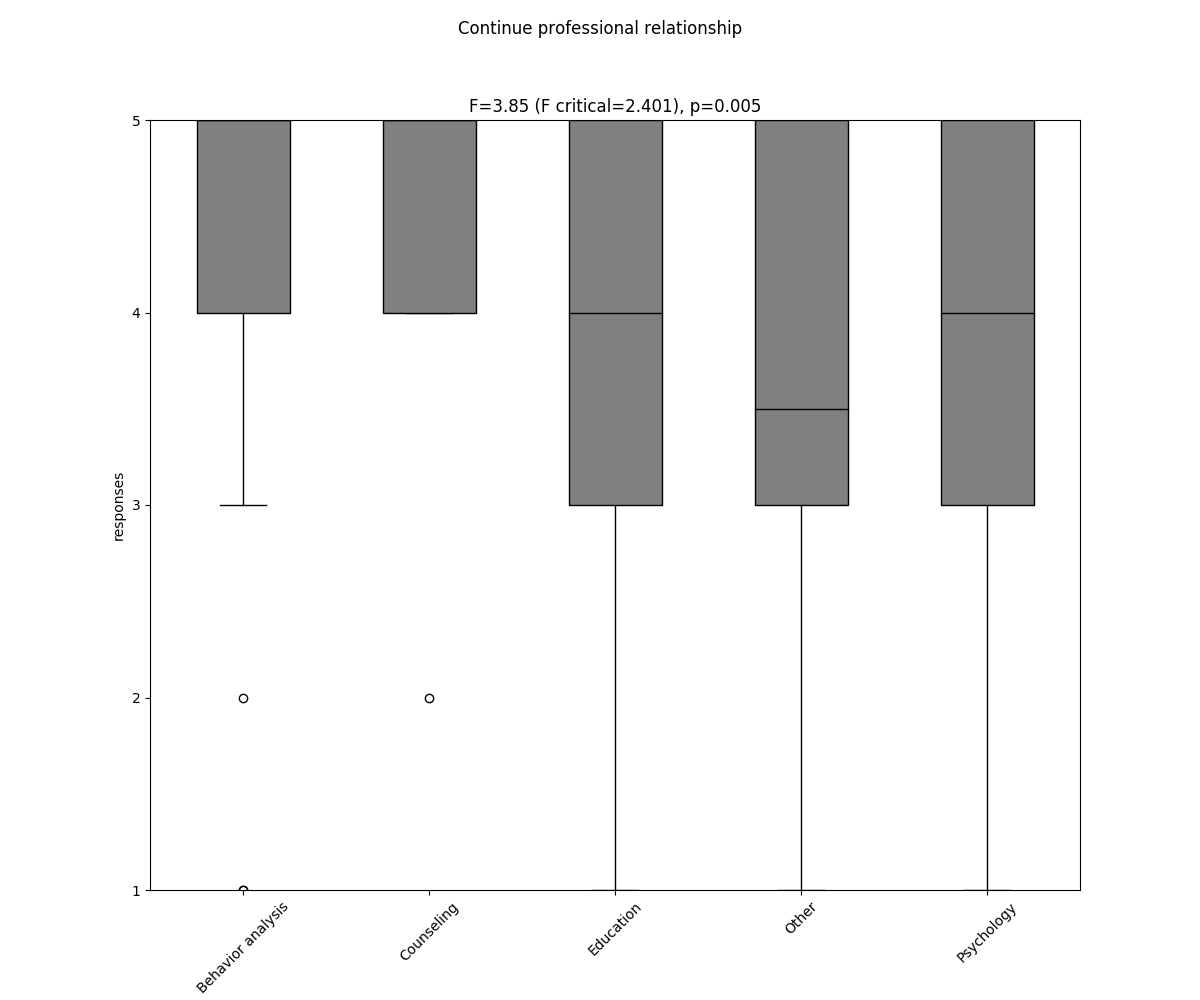 Continue professional relationship
F=3.85 (F critical=2.401), p=0.005
5
4
3
2
1
responses
Behavior analysis
Counseling
Education
Other
Psychology